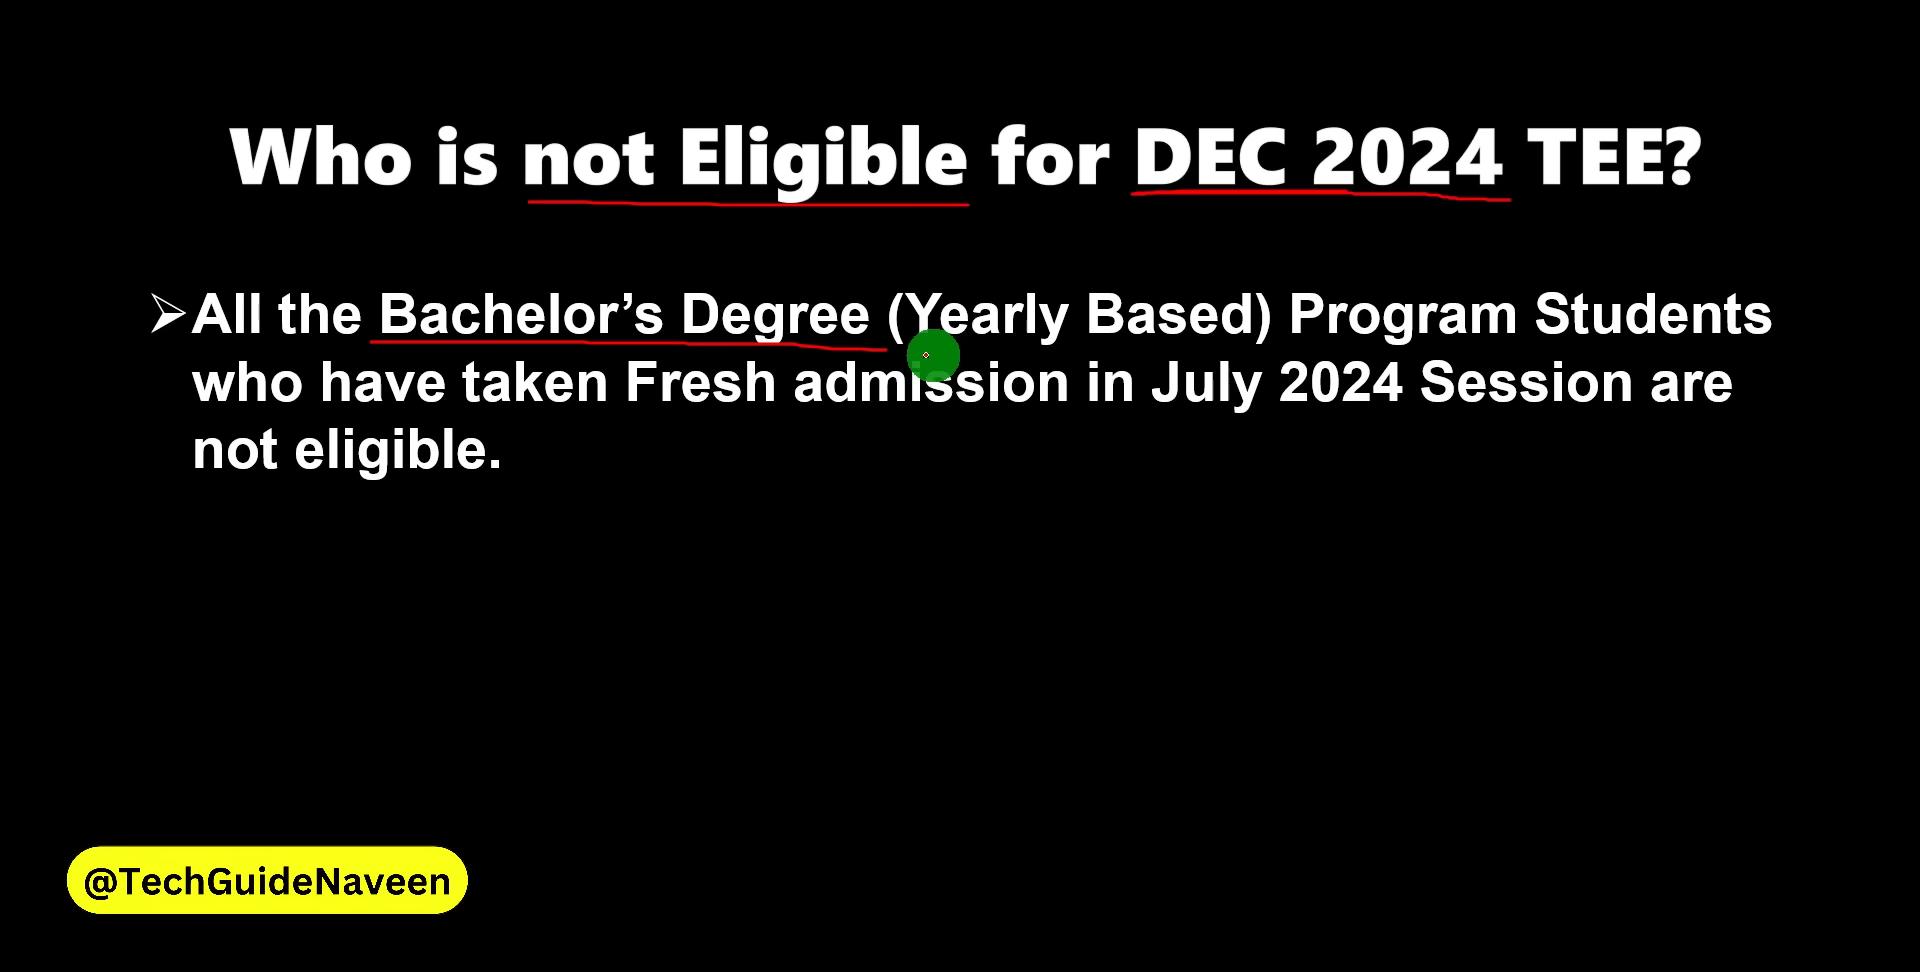 Who is not Eligible for DEC 2024 TEE?
➢All the Bachelor’s Degree (Yearly Based) Program Students
who have taken Fresh admission in July 2024 Session are
not eligible.
@TechGuideNaveen